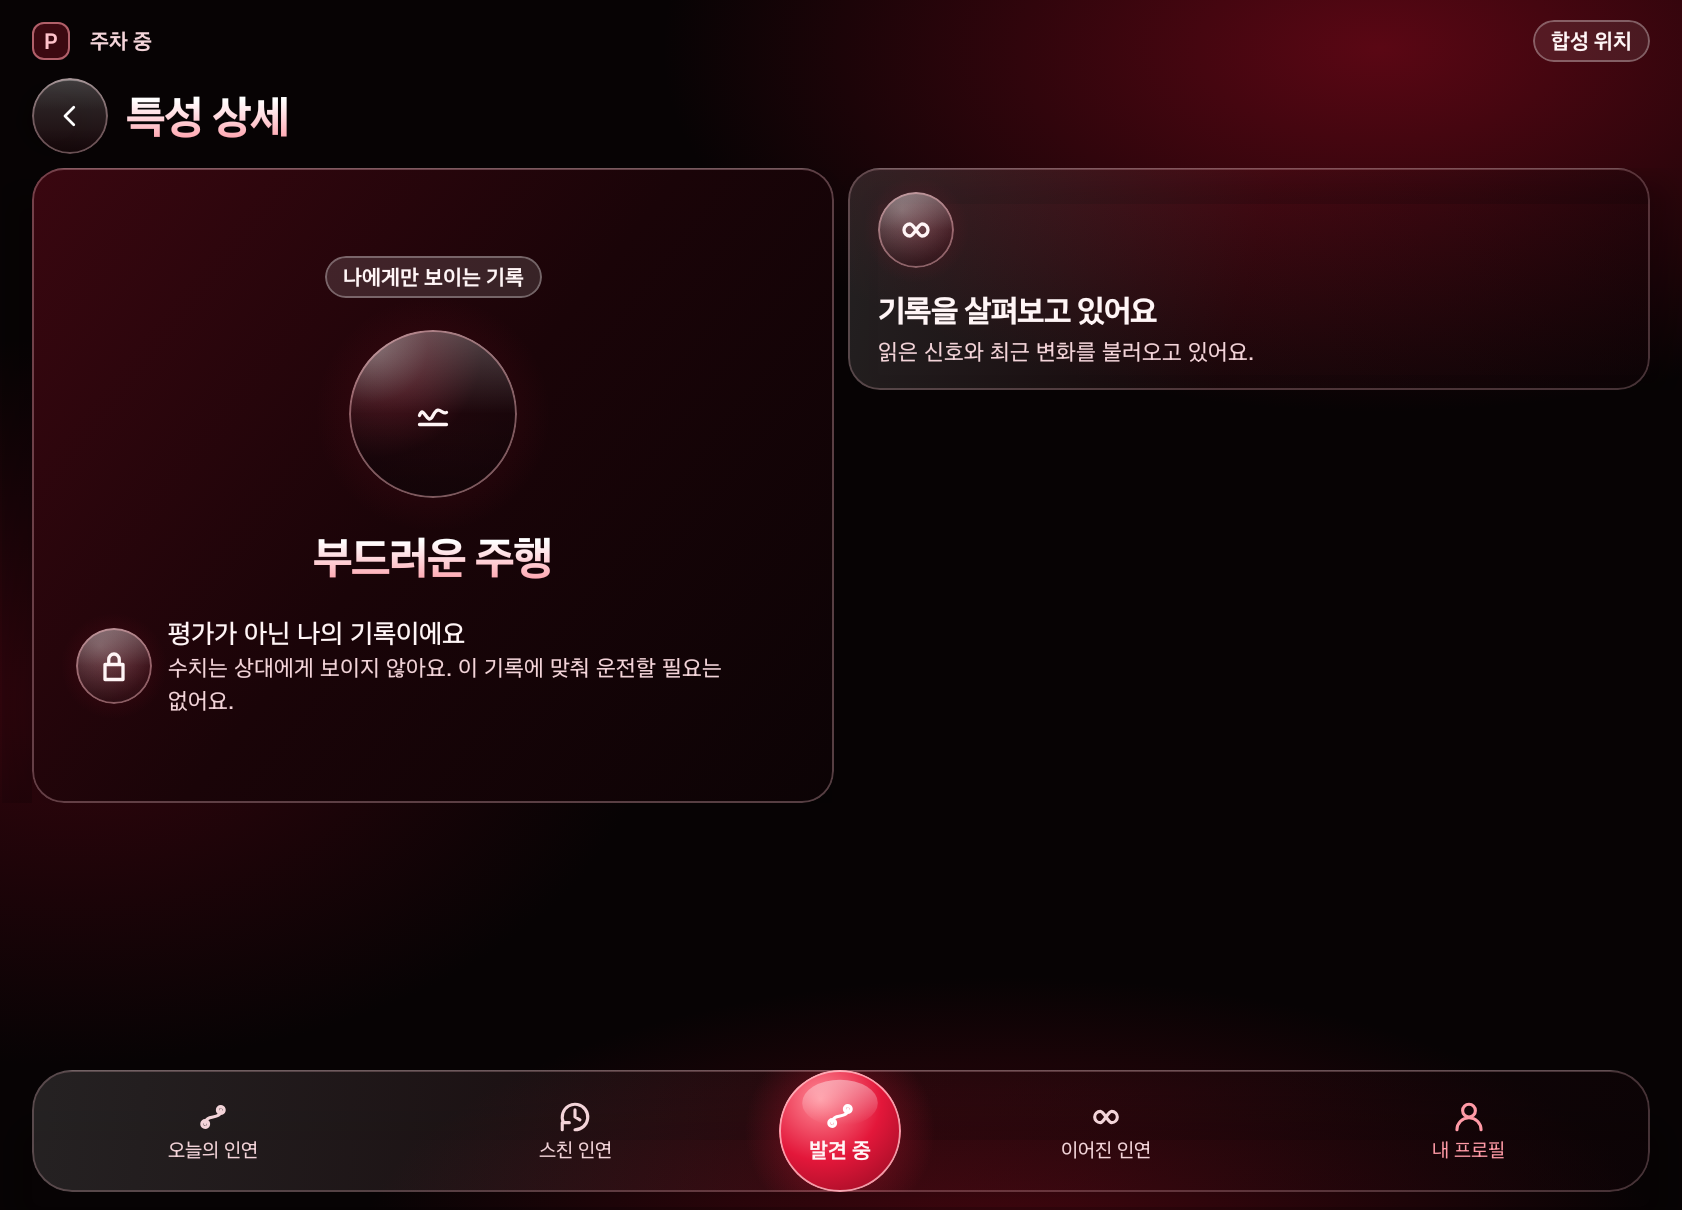 P 주차 중
합성 위치
특성 상세
나에게만 보이는 기록
부드러운 주행
평가가 아닌 나의 기록이에요
수치는 상대에게 보이지 않아요. 이 기록에 맞춰 운전할 필요는
없어요.
기록을 살펴보고 있어요
읽은 신호와 최근 변화를 불러오고 있어요.
오늘의 인연
스친 인연
발견 중
이어진 인연
내 프로필